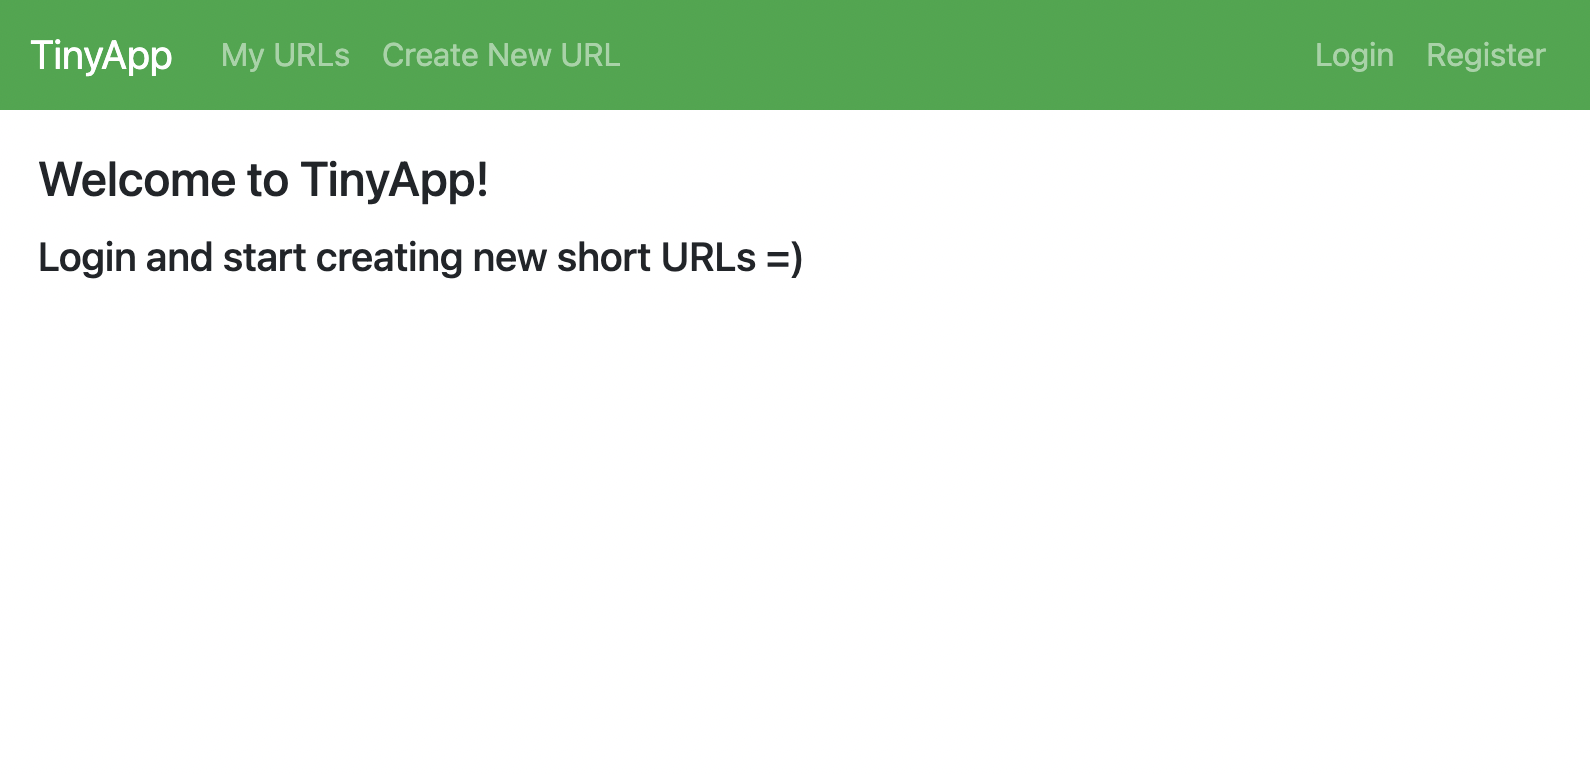 TinyApp My URLs Create New URL Login Register
Welcome to TinyApp!
Login and start creating new short URLs =)